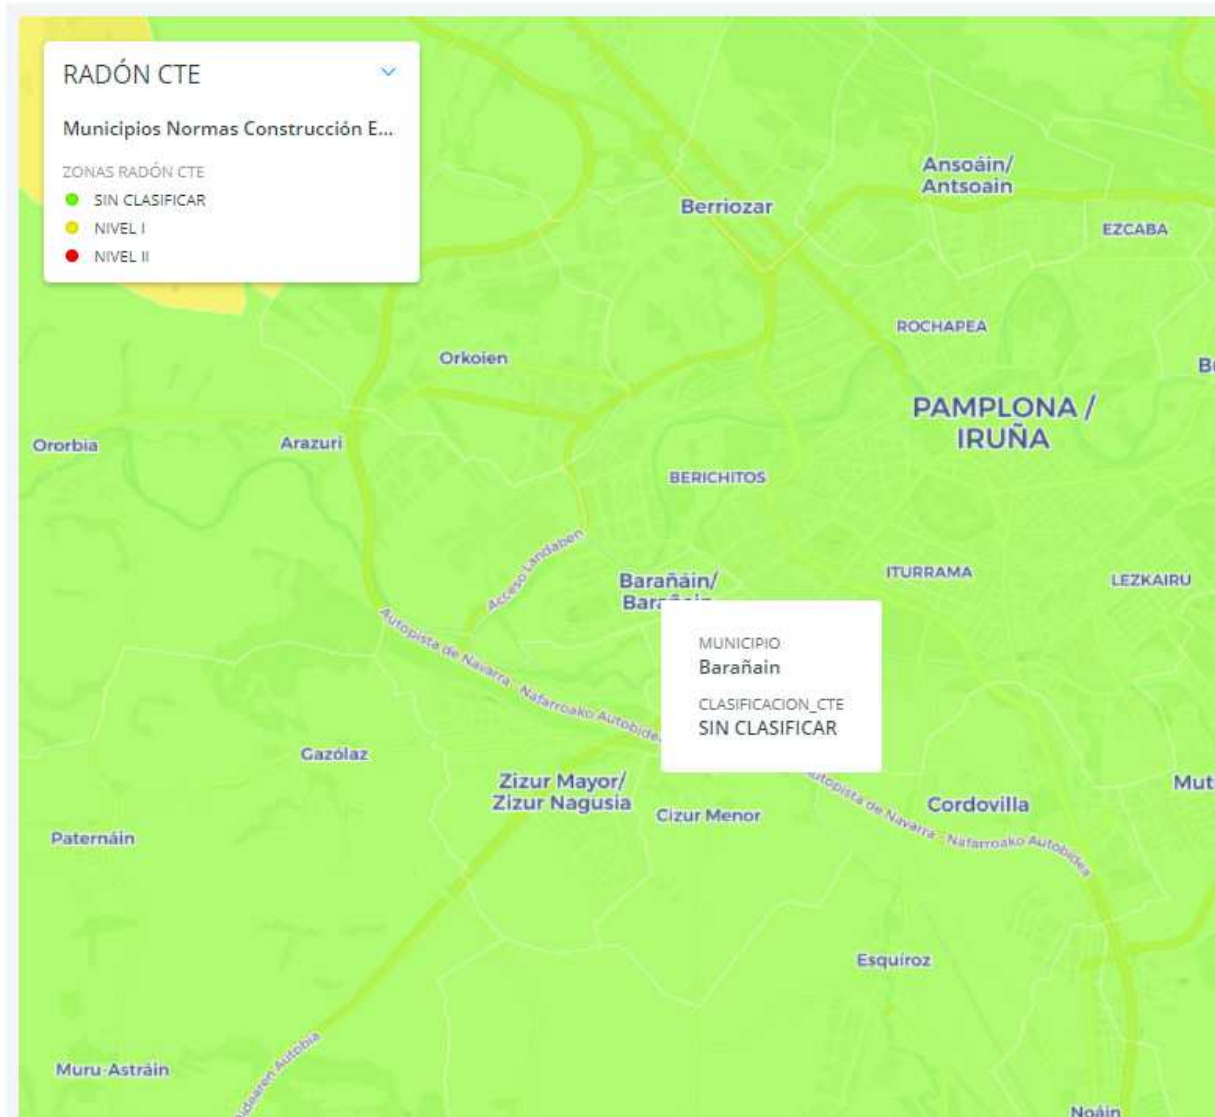 RADÓN CTE
Municipios Normas Construcción E...
ZONAS RADÓN CTE
SIN CLASIFICAR
NIVEL I
NIVEL II
Ansoáin/
Antsoain
Berriozar
EZCABA
ROCHAPEA
Orkoien
PAMPLONA /
IRUÑA
Ororbia
Arazuri
BERICHITOS
Acceso Landaben
Barañáin/
ITURRAMA
LEZKAIRU
MUNICIPIO
Barañain
CLASIFICACION_CTE
SIN CLASIFICAR
Autopista de Navarra - Nafarroako Autobidea
Gazólaz
Zizur Mayor/
Zizur Nagusia
Cizur Menor
Autopista de Navarra - Nafarroako Autobidea
Cordovilla
Mut
Paternáin
Esquíroz
Muru-Astráin
Autobia
Noáin